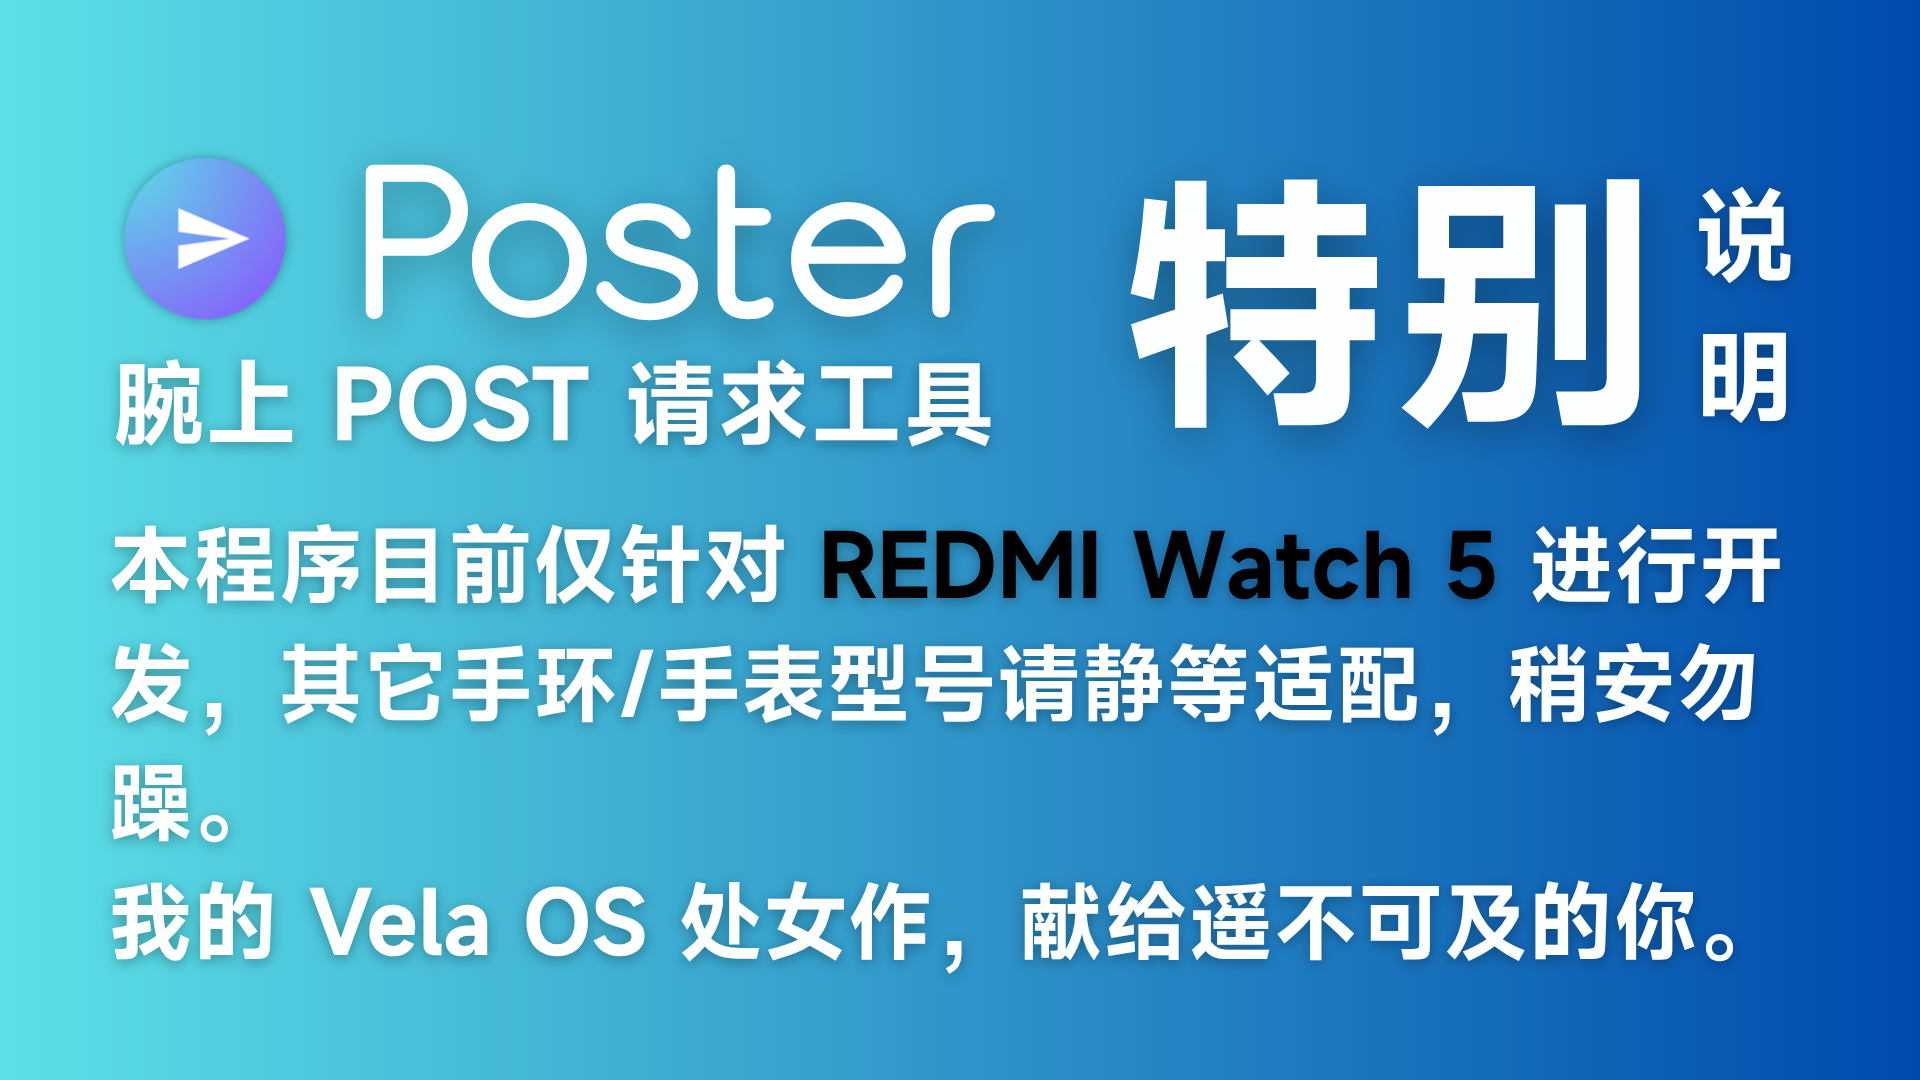 Poster
腕上 POST 请求工具
特别
说明
本程序目前仅针对 REDMI Watch 5 进行开
发，其它手环/手表型号请静等适配，稍安勿
躁。
我的 Vela OS 处女作，献给遥不可及的你。